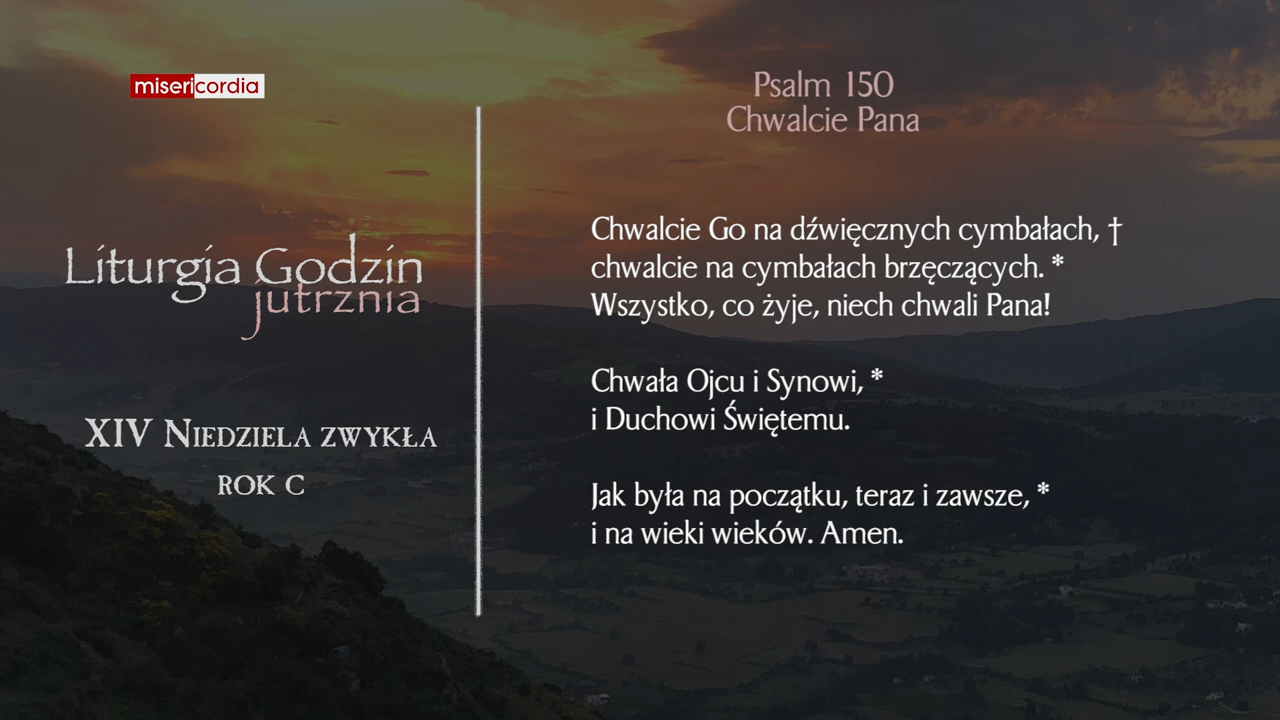 misericordia
Liturgia Godzin
jutrznia
XIV Niedziela zwykła
rok C
Psalm 150
Chwalcie Pana
Chwalcie Go na dźwięcznych cymbałach, †
chwalcie na cymbałach brzęczących. *
Wszystko, co żyje, niech chwali Pana!
Chwała Ojcu i Synowi, *
i Duchowi Świętemu.
Jak była na początku, teraz i zawsze, *
i na wieki wieków. Amen.